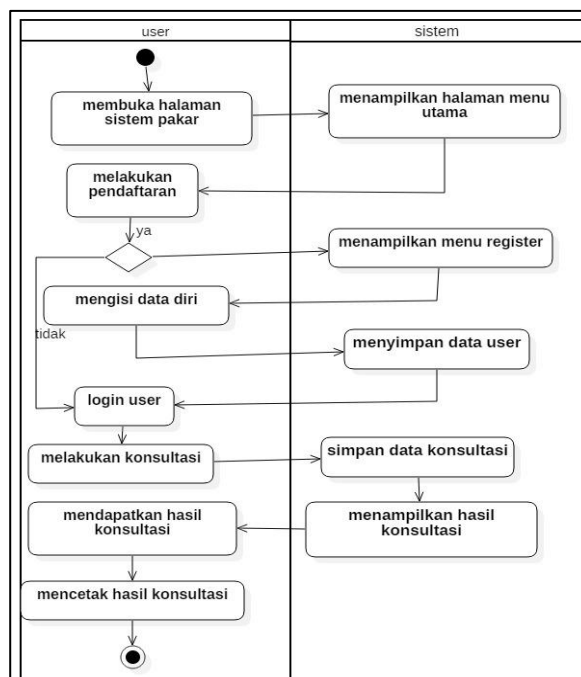 user
sistem
membuka halaman
sistem pakar
menampilkan halaman menu
utama
melakukan
pendaftaran
ya
menampilkan menu register
mengisi data diri
tidak
menyimpan data user
login user
melakukan konsultasi
simpan data konsultasi
mendapatkan hasil
konsultasi
menampilkan hasil
konsultasi
mencetak hasil konsultasi